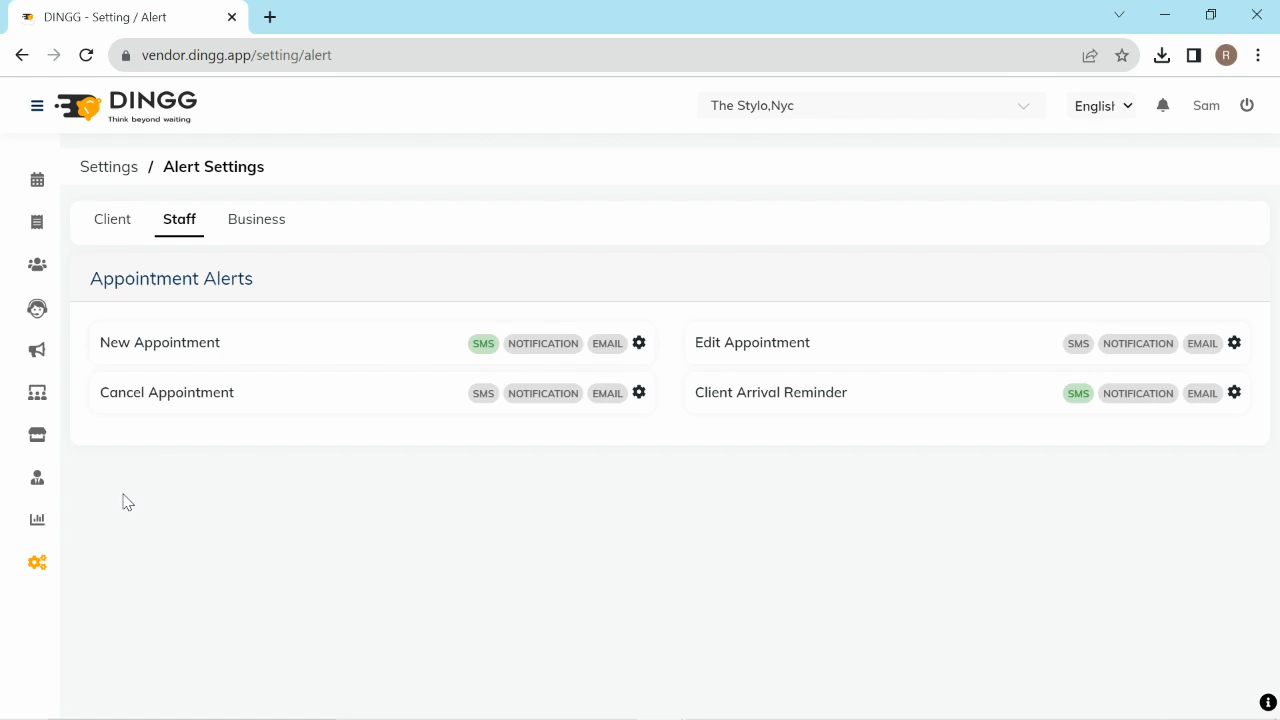 DINGG - Setting / Alert
vendor.dingg.app/setting/alert
R
DINGG
Think beyond waiting
The Stylo,Nyc
English
Sam
Settings / Alert Settings
Client Staff Business
Appointment Alerts
New Appointment SMS NOTIFICATION EMAIL
Edit Appointment SMS NOTIFICATION EMAIL
Cancel Appointment SMS NOTIFICATION EMAIL
Client Arrival Reminder SMS NOTIFICATION EMAIL